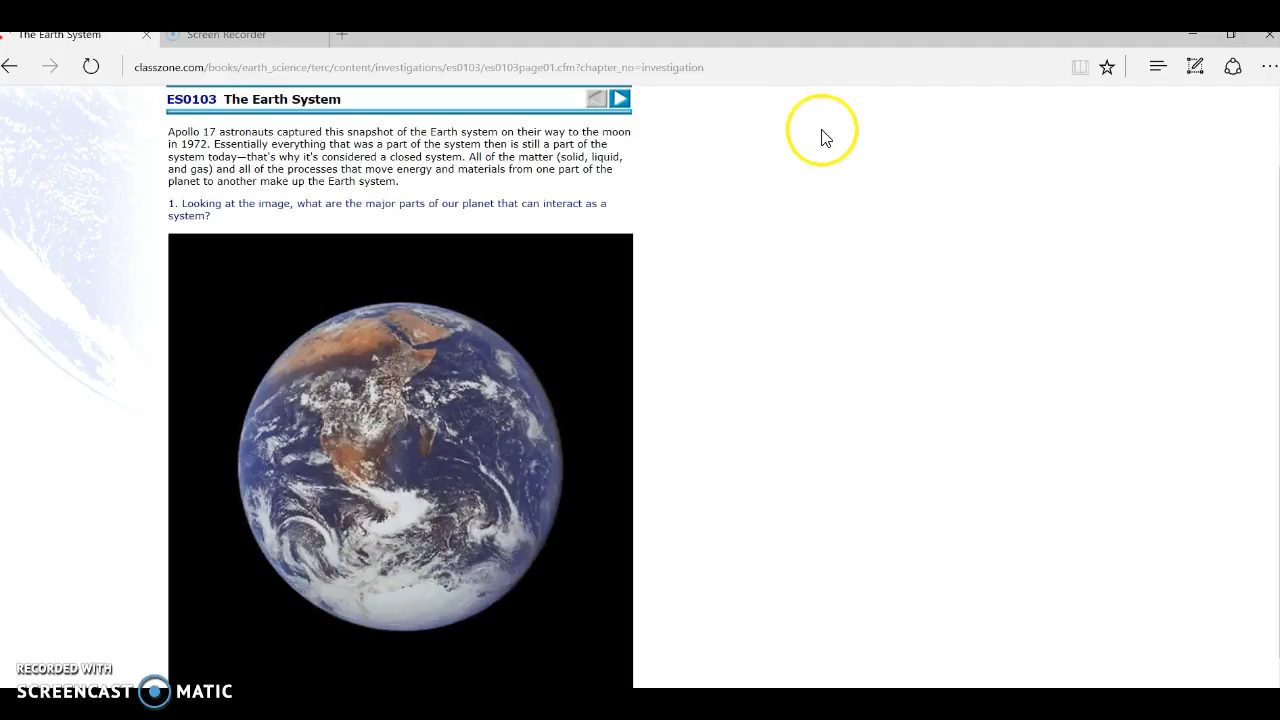 The Earth System
Screen Recorder
classzone.com/books/earth_science/terc/content/investigations/es0103/es0103page01.cfm?chapter_no=investigation
ES0103 The Earth System
Apollo 17 astronauts captured this snapshot of the Earth system on their way to the moon
in 1972. Essentially everything that was a part of the system then is still a part of the
system today—that's why it's considered a closed system. All of the matter (solid, liquid,
and gas) and all of the processes that move energy and materials from one part of the
planet to another make up the Earth system.
1. Looking at the image, what are the major parts of our planet that can interact as a
system?
RECORDED WITH
SCREENCAST MATIC